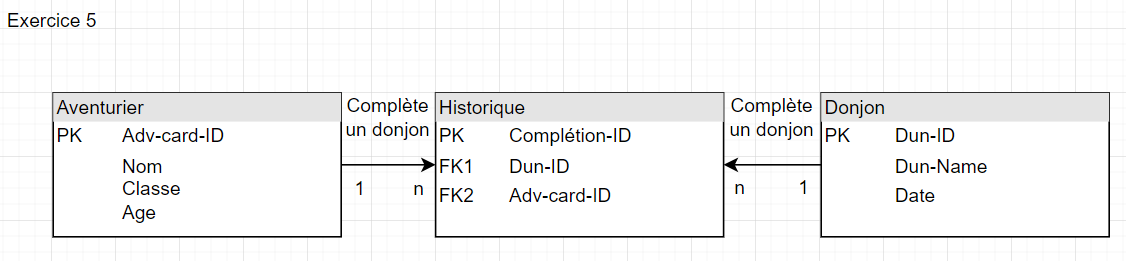 Exercice 5
Aventurier
PK Adv-card-ID
Nom
Classe
Age
Complète
un donjon
1 n
Historique
PK Complétion-ID
FK1 Dun-ID
FK2 Adv-card-ID
Complète
un donjon
n 1
Donjon
PK Dun-ID
Dun-Name
Date